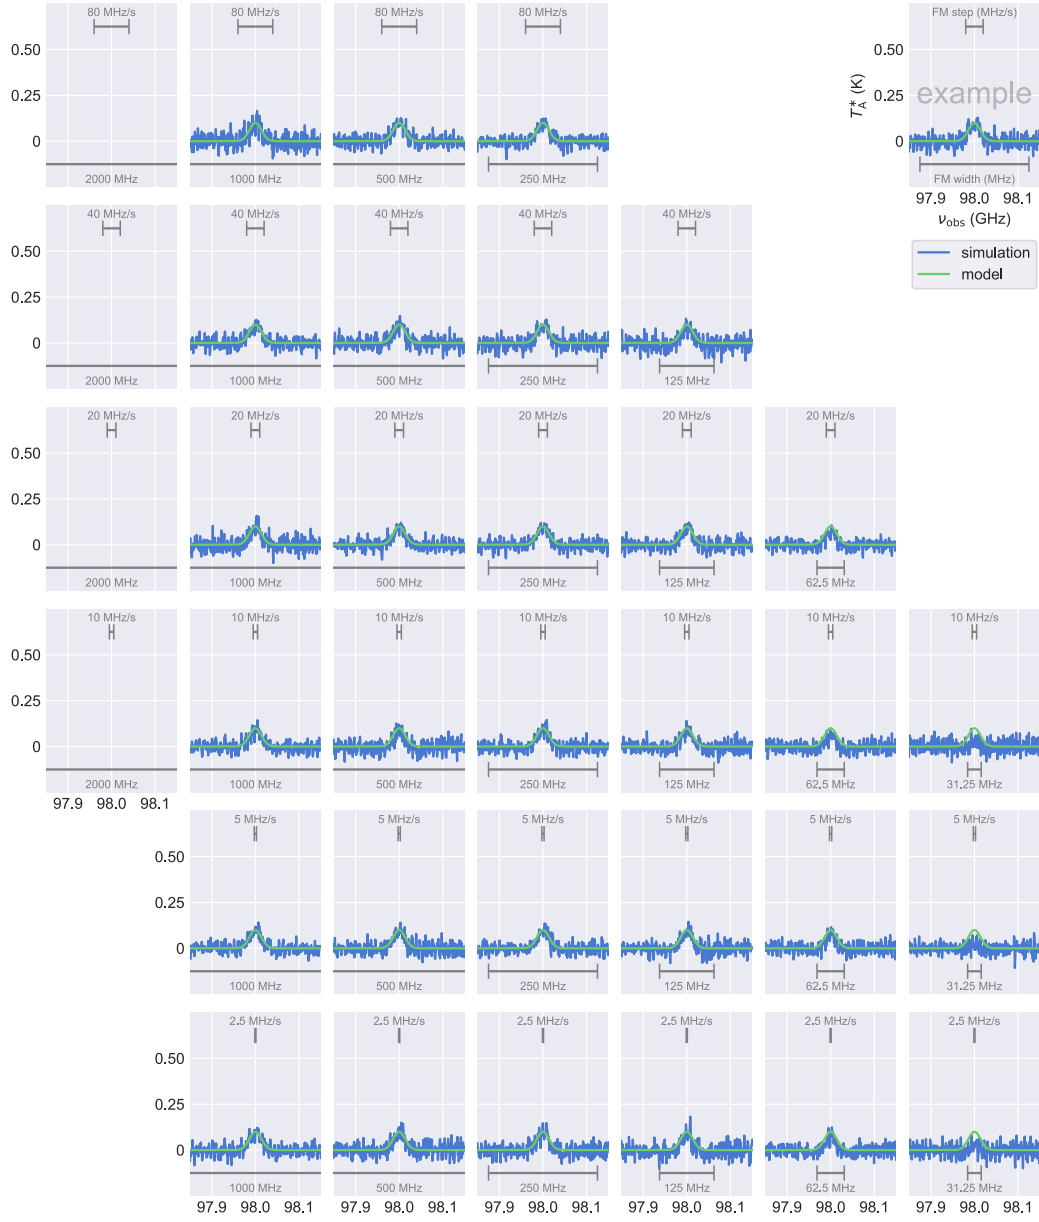 80 MHz/s 80 MHz/s 80 MHz/s 80 MHz/s FM step (MHz/s)
0.50 0.50
0.25 0.25 example
0 0
T*A (K)
2000 MHz 1000 MHz 500 MHz 250 MHz FM width (MHz)
97.9 98.0 98.1
νobs (GHz)
simulation
model
40 MHz/s 40 MHz/s 40 MHz/s 40 MHz/s 40 MHz/s
0.50
0.25
0
2000 MHz 1000 MHz 500 MHz 250 MHz 125 MHz
20 MHz/s 20 MHz/s 20 MHz/s 20 MHz/s 20 MHz/s 20 MHz/s
0.50
0.25
0
2000 MHz 1000 MHz 500 MHz 250 MHz 125 MHz 62.5 MHz
10 MHz/s 10 MHz/s 10 MHz/s 10 MHz/s 10 MHz/s 10 MHz/s 10 MHz/s
0.50
0.25
0
2000 MHz 1000 MHz 500 MHz 250 MHz 125 MHz 62.5 MHz 31.25 MHz
97.9 98.0 98.1
5 MHz/s 5 MHz/s 5 MHz/s 5 MHz/s 5 MHz/s 5 MHz/s
0.50
0.25
0
1000 MHz 500 MHz 250 MHz 125 MHz 62.5 MHz 31.25 MHz
2.5 MHz/s 2.5 MHz/s 2.5 MHz/s 2.5 MHz/s 2.5 MHz/s 2.5 MHz/s
0.50
0.25
0
1000 MHz 500 MHz 250 MHz 125 MHz 62.5 MHz 31.25 MHz
97.9 98.0 98.1 97.9 98.0 98.1 97.9 98.0 98.1 97.9 98.0 98.1 97.9 98.0 98.1 97.9 98.0 98.1